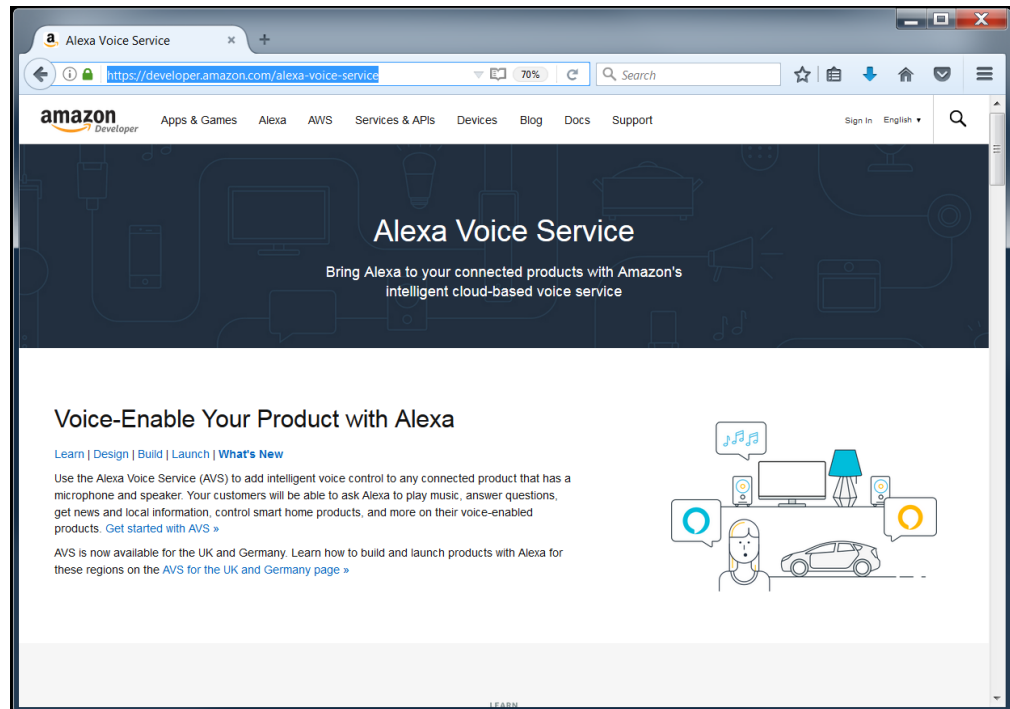 a Alexa Voice Service × +
https://developer.amazon.com/alexa-voice-service 70% Search
amazon
Developer
Apps & Games Alexa AWS Services & APIs Devices Blog Docs Support Sign In English
Alexa Voice Service
Bring Alexa to your connected products with Amazon's
intelligent cloud-based voice service
Voice-Enable Your Product with Alexa
Learn | Design | Build | Launch | What's New
Use the Alexa Voice Service (AVS) to add intelligent voice control to any connected product that has a
microphone and speaker. Your customers will be able to ask Alexa to play music, answer questions,
get news and local information, control smart home products, and more on their voice-enabled
products. Get started with AVS »
AVS is now available for the UK and Germany. Learn how to build and launch products with Alexa for
these regions on the AVS for the UK and Germany page »
LEARN